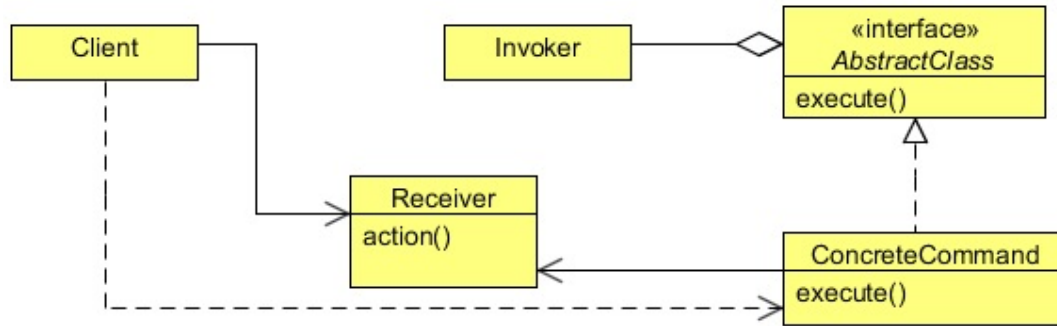 Client
Invoker
«interface»
AbstractClass
execute()
Receiver
action()
ConcreteCommand
execute()